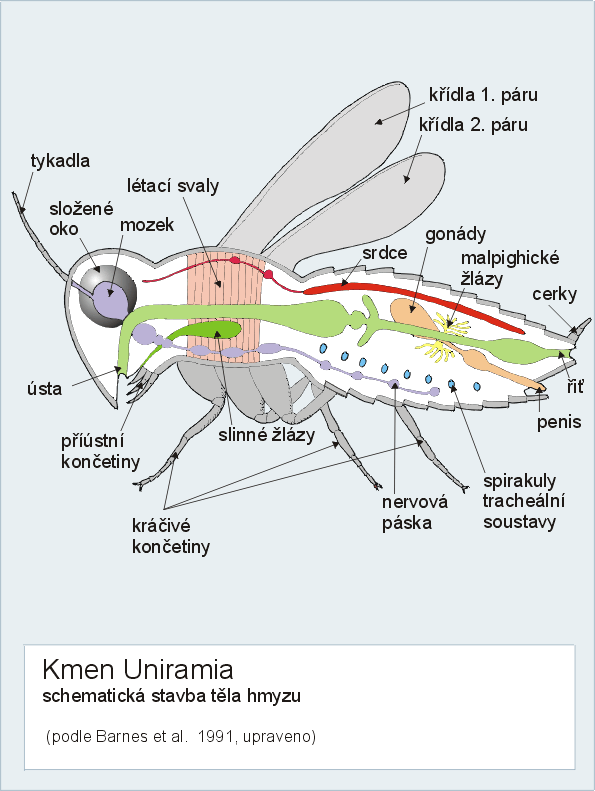 křídla 1. páru
křídla 2. páru
tykadla
létací svaly
složené
oko
mozek
srdce
gonády
malpighické
žlázy
cerky
ústa
příústní
končetiny
slinné žlázy
řiť
penis
kráčivé
končetiny
nervová
páska
spirakuly
tracheální
soustavy
Kmen Uniramia
schematická stavba těla hmyzu
(podle Barnes et al. 1991, upraveno)